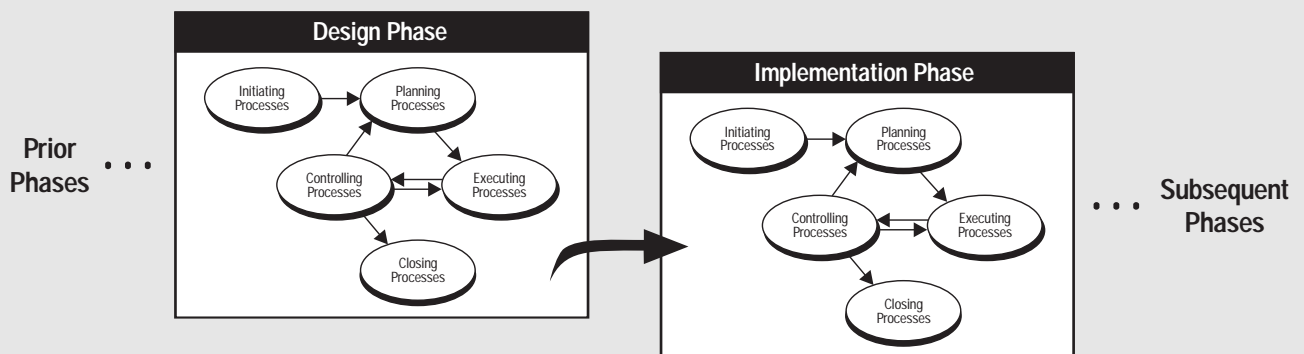 Prior
Phases
Design Phase
Initiating
Processes
Planning
Processes
Controlling
Processes
Executing
Processes
Closing
Processes
Implementation Phase
Initiating
Processes
Planning
Processes
Controlling
Processes
Executing
Processes
Closing
Processes
Subsequent
Phases